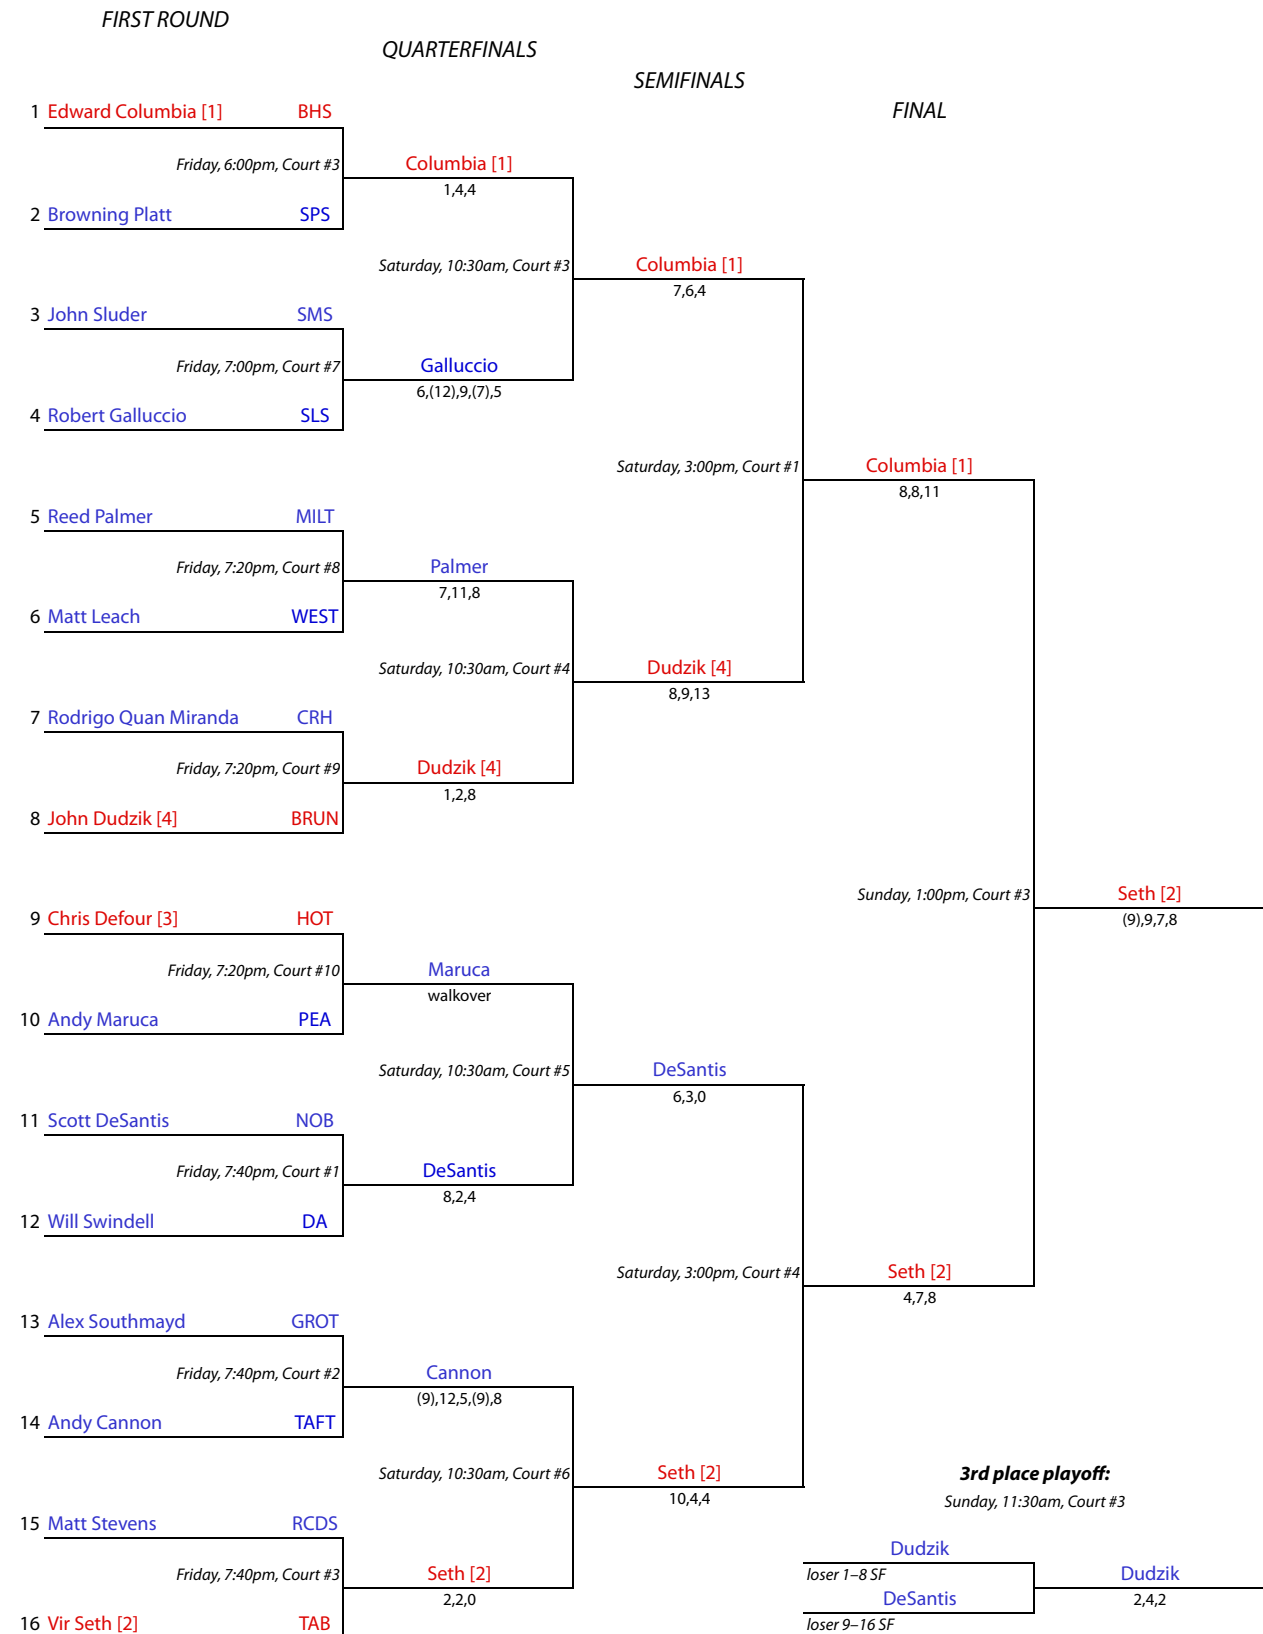 FIRST ROUND
QUARTERFINALS
SEMIFINALS
FINAL
1 Edward Columbia [1] BHS
Friday, 6:00pm, Court #3
Columbia [1]
1,4,4
2 Browning Platt SPS
Saturday, 10:30am, Court #3
Columbia [1]
7,6,4
3 John Sluder SMS
Friday, 7:00pm, Court #7
Galluccio
6,(12),9,(7),5
4 Robert Galluccio SLS
Saturday, 3:00pm, Court #1
Columbia [1]
8,8,11
5 Reed Palmer MILT
Friday, 7:20pm, Court #8
Palmer
7,11,8
6 Matt Leach WEST
Saturday, 10:30am, Court #4
Dudzik [4]
8,9,13
7 Rodrigo Quan Miranda CRH
Friday, 7:20pm, Court #9
Dudzik [4]
1,2,8
8 John Dudzik [4] BRUN
Sunday, 1:00pm, Court #3
Seth [2]
(9),9,7,8
9 Chris Defour [3] HOT
Friday, 7:20pm, Court #10
Maruca
walkover
10 Andy Maruca PEA
Saturday, 10:30am, Court #5
DeSantis
6,3,0
11 Scott DeSantis NOB
Friday, 7:40pm, Court #1
DeSantis
8,2,4
12 Will Swindell DA
Saturday, 3:00pm, Court #4
Seth [2]
4,7,8
13 Alex Southmayd GROT
Friday, 7:40pm, Court #2
Cannon
(9),12,5,(9),8
14 Andy Cannon TAFT
Saturday, 10:30am, Court #6
Seth [2]
10,4,4
15 Matt Stevens RCDS
Friday, 7:40pm, Court #3
Seth [2]
2,2,0
16 Vir Seth [2] TAB
3rd place playoff:
Sunday, 11:30am, Court #3
Dudzik
loser 1–8 SF
DeSantis
loser 9–16 SF
Dudzik
2,4,2